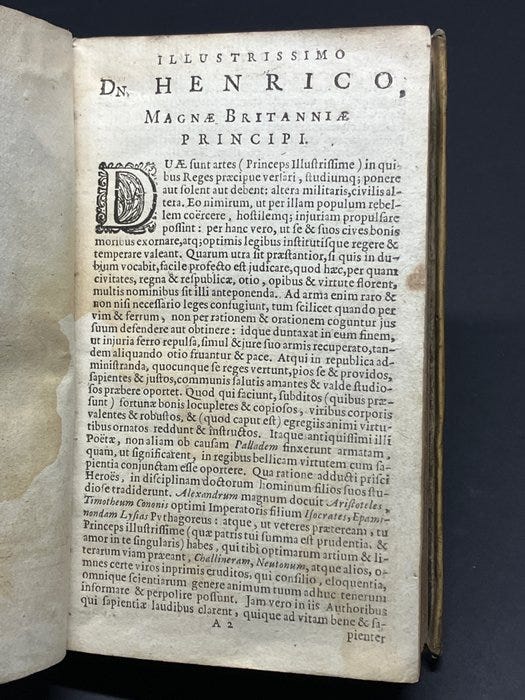 ILLUSTRISSIMO
DN. HENRICO,
MAGNÆ BRITANNIÆ
PRINCIPI.
DUÆ sunt artes (Princeps Illustrissime) in qui-
bus Reges præcipue versari, studiumq; ponere
aut solent aut debent: altera militaris, civilis al-
tera. Eo nimirum, ut per illam populum rebel-
lem coërcere, hostilemq; injuriam propulsare
possint: per hanc vero, ut se & suos cives bonis
moribus exornare, atq; optimis legibus institutisque regere &
temperare valeant. Quarum utra sit præstantior, si quis in du-
bium vocabit, facile profecto est judicare, quod hæc, per quam
civitates, regna & respublicæ, otio, opibus & virtute florent,
multis nominibus sit illi anteponenda. Ad arma enim raro &
non nisi necessario leges confugiunt, tum scilicet quando per
vim & ferrum, non per rationem & orationem coguntur jus
suum defendere aut obtinere: idque duntaxat in eum finem,
ut injuria ferro repulsa, simul & jure suo armis recuperato, tan-
dem aliquando otio fruantur & pace. Atqui in republica ad-
ministranda, quocunque se reges vertunt, pios se & providos,
sapientes & justos, communis salutis amantes & valde studio-
sos præbere oportet. Quod qui faciunt, subditos (quibus præ-
sunt) fortunæ bonis locupletes & copiosos, viribus corporis
valentes & robustos, & (quod caput est) egregiis animi virtu-
tibus ornatos reddunt & instructos. Itaque antiquissimi illi
Poëtæ, non aliam ob causam Palladem finxerunt armatam,
quam, ut significarent, in regibus bellicam virtutem cum sa-
pientia conjunctam esse oportere. Qua ratione adducti prisci
Heroës, in disciplinam doctorum hominum filios suos stu-
diose tradiderunt. Alexandrum magnum docuit Aristoteles,
Timotheum Cononis optimi Imperatoris filium Isocrates, Epami-
nondam Lysias Pythagoreus: atque, ut veteres præteream, tu
Princeps illustrissime (quæ patris tui summa est prudentia, &
amor in te singularis) habes, qui tibi optimarum artium & li-
terarum viam præeant, Challineram, Neutonum, atque alios, o-
mnes certe viros inprimis eruditos, qui consilio, eloquentia,
omnique scientiarum genere animum tuum adhuc tenerum
informare & perpolire possunt. Jam vero in iis Authoribus
qui sapientiæ laudibus clarent, quique ad vitam bene & sa-
A 2
pienter